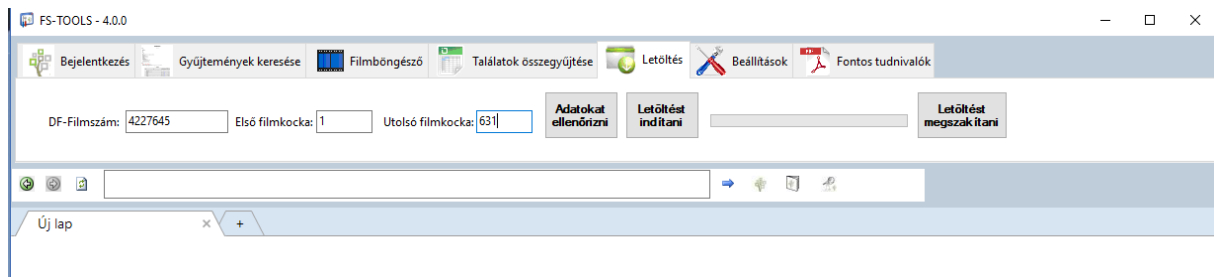 FS-TOOLS - 4.0.0
Bejelentkezés Gyűjtemények keresése Filmböngésző Találatok összegyűjtése Letöltés Beállítások Fontos tudnivalók
DF-Filmszám: 4227645 Első filmkocka: 1 Utolsó filmkocka: 631 Adatokat ellenőrizni Letöltést indítani Letöltést megszakítani
Új lap × +